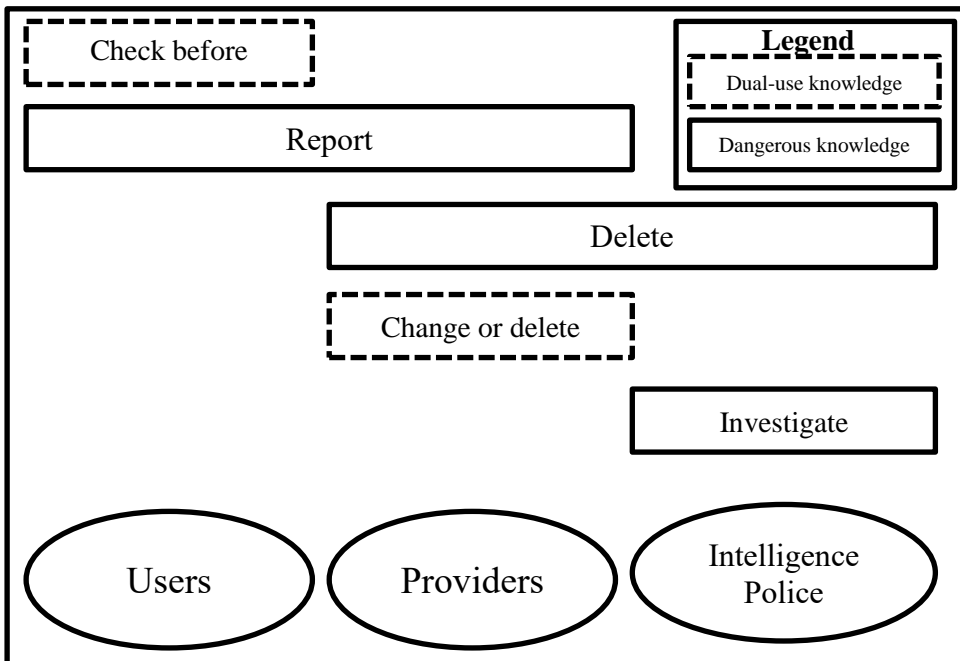 Check before
Legend
Dual-use knowledge
Dangerous knowledge
Report
Delete
Change or delete
Investigate
Users
Providers
Intelligence
Police